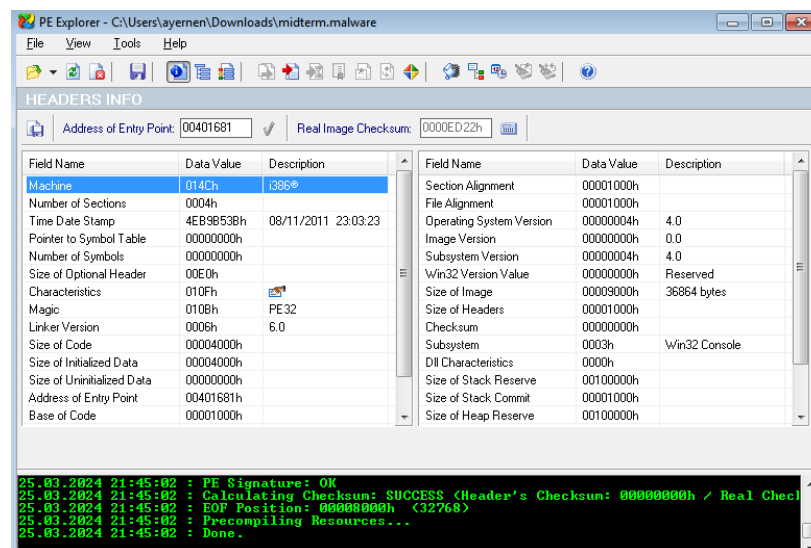 PE Explorer - C:\Users\ayernen\Downloads\midterm.malware
File View Tools Help
HEADERS INFO
Address of Entry Point: 00401681 Real Image Checksum: 0000ED22h
Field Name Data Value Description
Machine 014Ch i386®
Number of Sections 0004h
Time Date Stamp 4EB9B53Bh 08/11/2011 23:03:23
Pointer to Symbol Table 00000000h
Number of Symbols 00000000h
Size of Optional Header 00E0h
Characteristics 010Fh
Magic 010Bh PE32
Linker Version 0006h 6.0
Size of Code 00004000h
Size of Initialized Data 00004000h
Size of Uninitialized Data 00000000h
Address of Entry Point 00401681h
Base of Code 00001000h
Field Name Data Value Description
Section Alignment 00001000h
File Alignment 00001000h
Operating System Version 00000004h 4.0
Image Version 00000000h 0.0
Subsystem Version 00000004h 4.0
Win32 Version Value 00000000h Reserved
Size of Image 00009000h 36864 bytes
Size of Headers 00001000h
Checksum 00000000h
Subsystem 0003h Win32 Console
Dll Characteristics 0000h
Size of Stack Reserve 00100000h
Size of Stack Commit 00001000h
Size of Heap Reserve 00100000h
25.03.2024 21:45:02 : PE Signature: OK
25.03.2024 21:45:02 : Calculating Checksum: SUCCESS (Header's Checksum: 00000000h / Real Chec
25.03.2024 21:45:02 : EOF Position: 00008000h (32768)
25.03.2024 21:45:02 : Precompiling Resources...
25.03.2024 21:45:02 : Done.